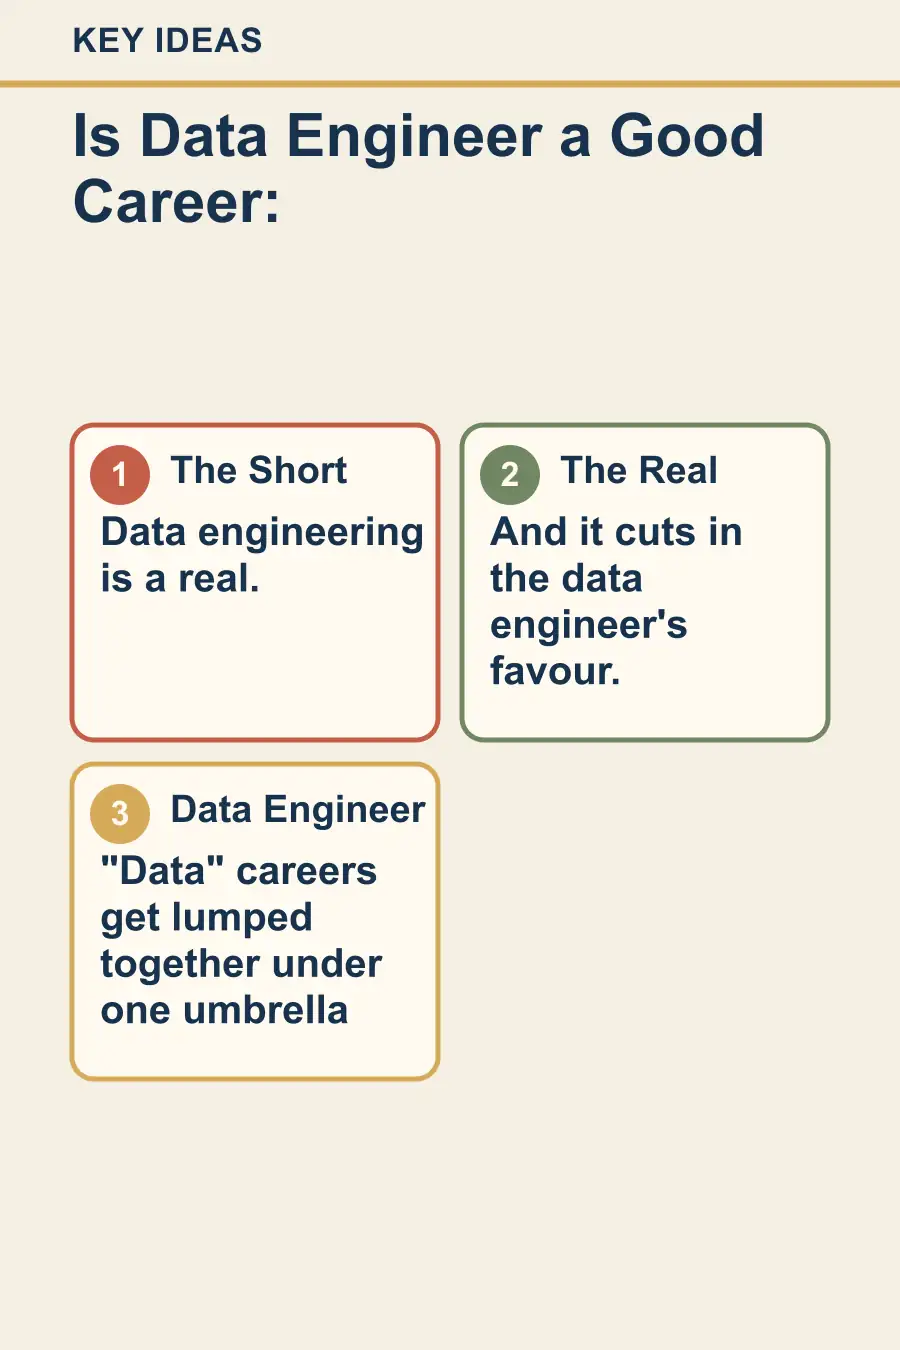 KEY IDEAS
Is Data Engineer a Good
Career:
1 The Short
Data engineering
is a real.
2 The Real
And it cuts in
the data
engineer's
favour.
3 Data Engineer
"Data" careers
get lumped
together under
one umbrella